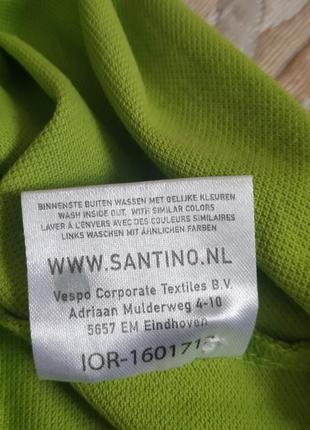 BINNENSTE BUITEN WASSEN MET GELIJKE KLEUREN
WASH INSIDE OUT, WITH SIMILAR COLORS
LAVER À L'ENVERS AVEC DES COULEURS SIMILAIRES
LINKS WASCHEN MIT ÄHNLICHEN FARBEN
WWW.SANTINO.NL
Vespo Corporate Textiles B.V.
Adriaan Mulderweg 4-10
5657 EM Eindhoven